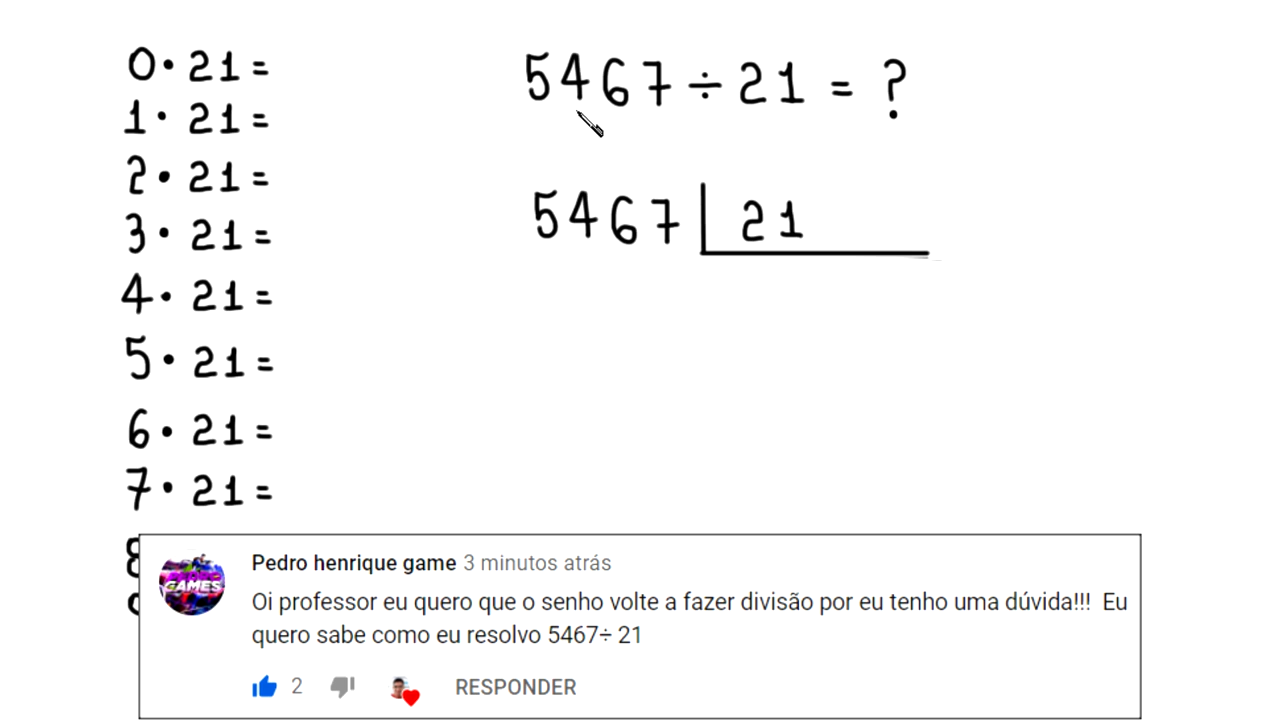 0 · 21 =
1 · 21 =
2 · 21 =
3 · 21 =
4 · 21 =
5 · 21 =
6 · 21 =
7 · 21 =
8
5467 ÷ 21 = ?
5467 21
GAMES
Pedro henrique game 3 minutos atrás
Oi professor eu quero que o senho volte a fazer divisão por eu tenho uma dúvida!!! Eu
quero sabe como eu resolvo 5467÷ 21
2 RESPONDER